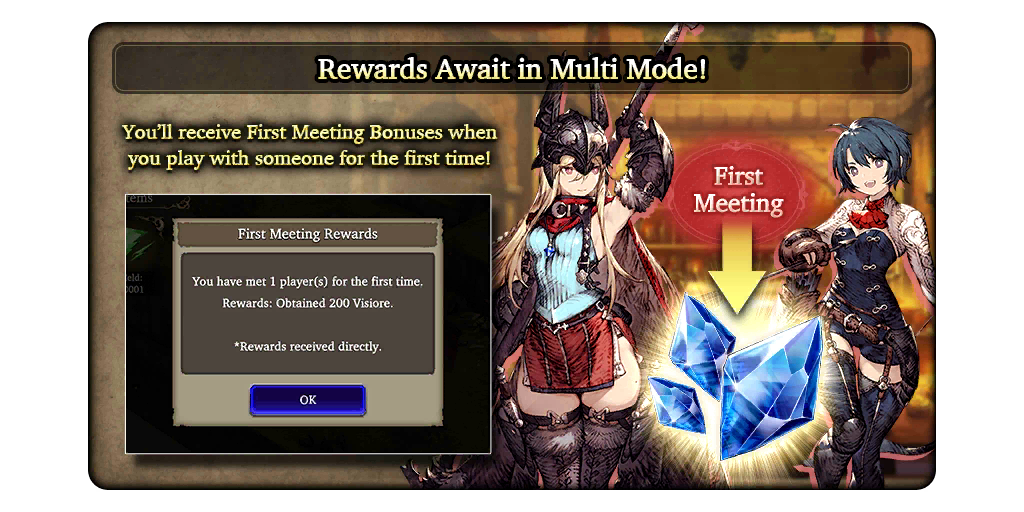 Rewards Await in Multi Mode!
You'll receive First Meeting Bonuses when
you play with someone for the first time!
First
Meeting
First Meeting Rewards
You have met 1 player(s) for the first time.
Rewards: Obtained 200 Visiore.
*Rewards received directly.
OK